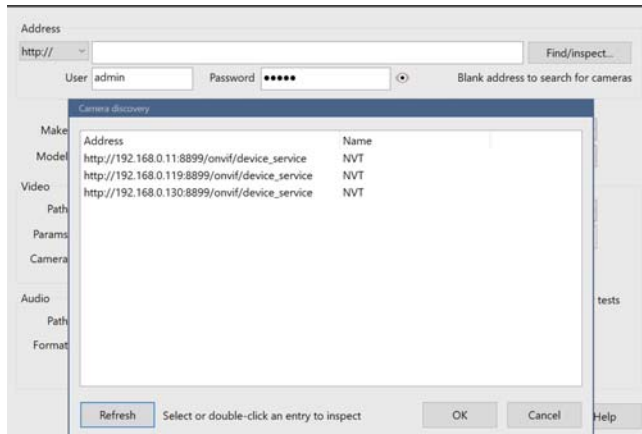 Address
http://
Find/inspect...
User admin Password ●●●●● Blank address to search for cameras
Camera discovery
Make
Model
Video
Path
Params
Camera
Audio
Path
Format
Address Name
http://192.168.0.11:8899/onvif/device_service NVT
http://192.168.0.119:8899/onvif/device_service NVT
http://192.168.0.130:8899/onvif/device_service NVT
tests
Refresh Select or double-click an entry to inspect OK Cancel Help